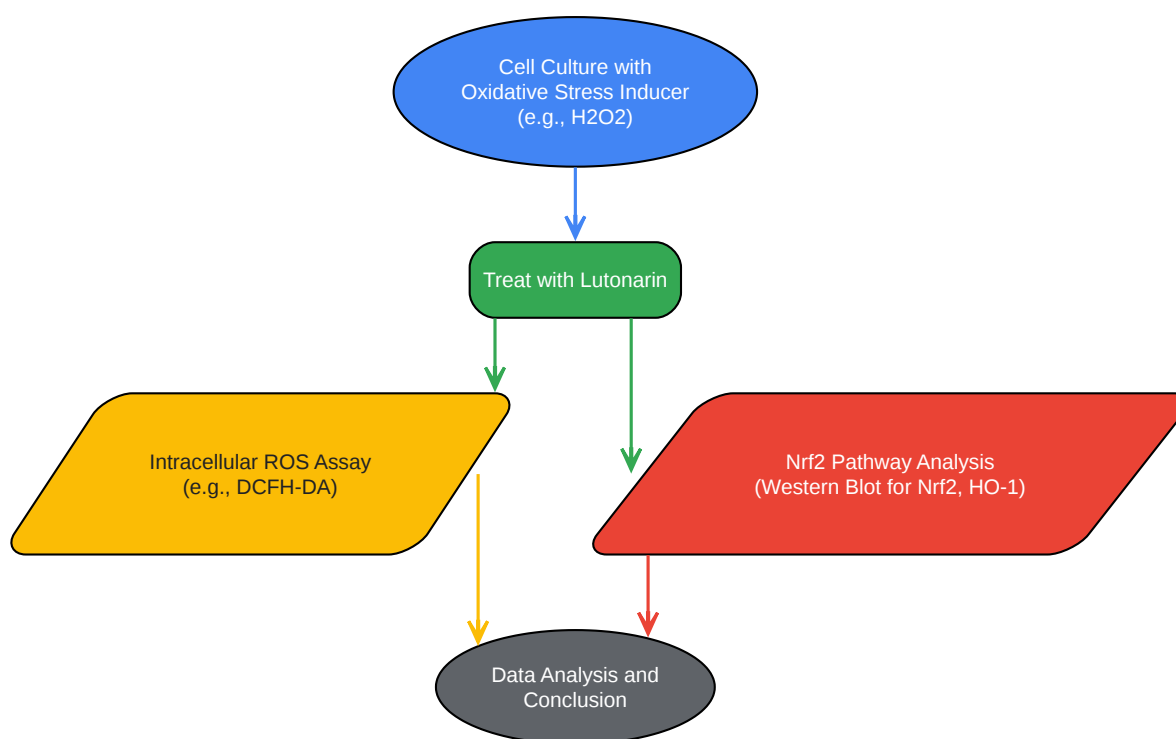 Cell Culture with
Oxidative Stress Inducer
(e.g., H2O2)
Treat with Lutonarin
Intracellular ROS Assay
(e.g., DCFH-DA)
Nrf2 Pathway Analysis
(Western Blot for Nrf2, HO-1)
Data Analysis and
Conclusion